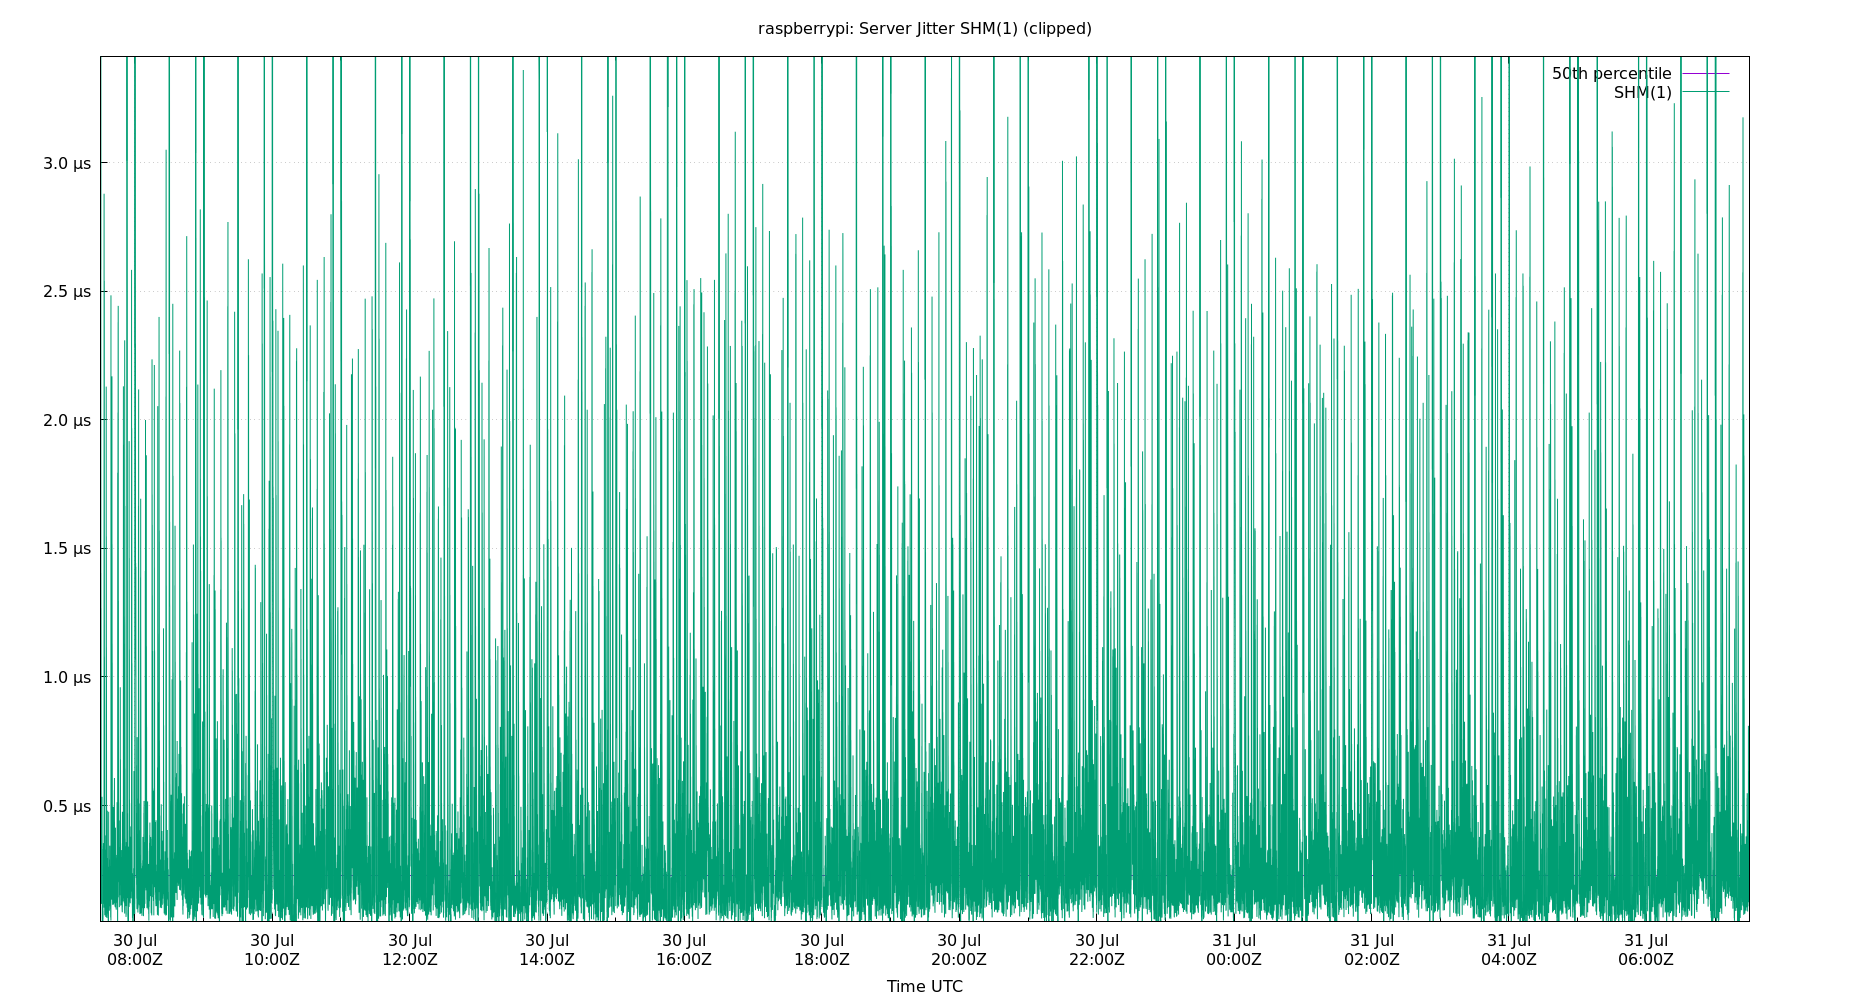 raspberrypi: Server Jitter SHM(1) (clipped)
50th percentile
SHM(1)
3.0 µs
2.5 µs
2.0 µs
1.5 µs
1.0 µs
0.5 µs
30 Jul 30 Jul 30 Jul 30 Jul 30 Jul 30 Jul 30 Jul 30 Jul 31 Jul 31 Jul 31 Jul 31 Jul
08:00Z 10:00Z 12:00Z 14:00Z 16:00Z 18:00Z 20:00Z 22:00Z 00:00Z 02:00Z 04:00Z 06:00Z
Time UTC